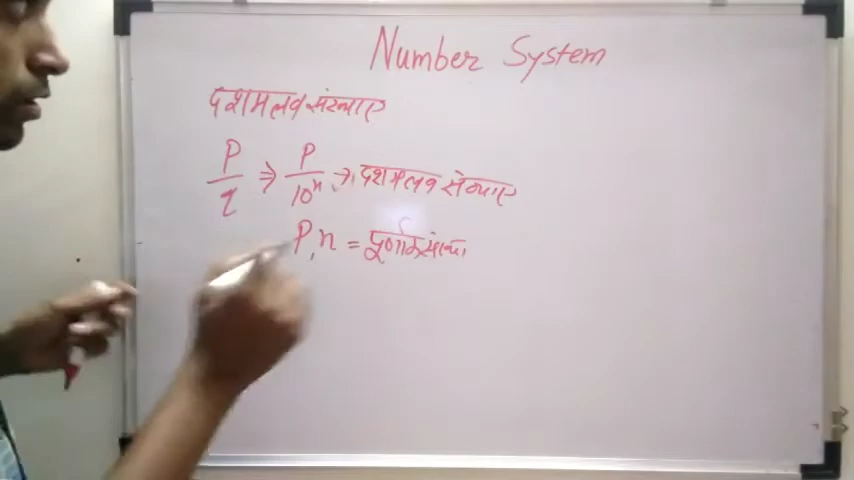 Number System
दशमलव संख्याए
P/q ⇒ P/10ⁿ → दशमलव संख्याए
P, n = पूर्णांक संख्या